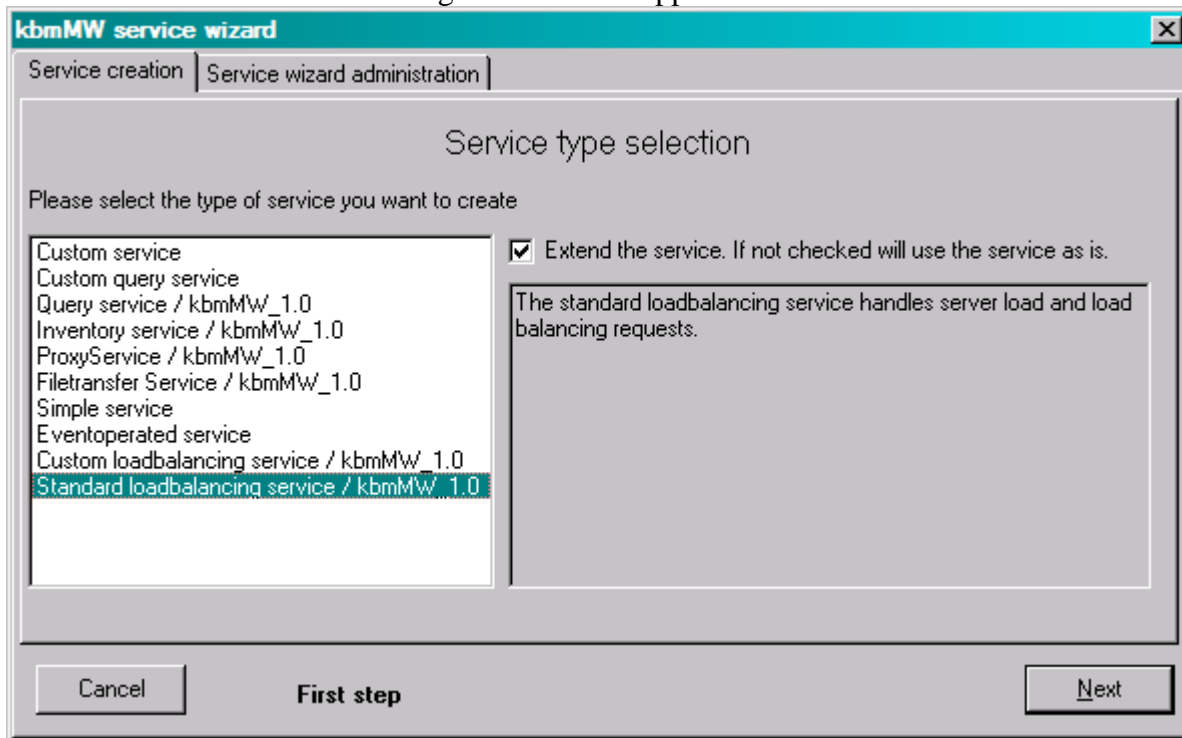 kbmMW service wizard
Service creation
Service wizard administration
Service type selection
Please select the type of service you want to create
Custom service
Custom query service
Query service / kbmMW_1.0
Inventory service / kbmMW_1.0
ProxyService / kbmMW_1.0
Filetransfer Service / kbmMW_1.0
Simple service
Eventoperated service
Custom loadbalancing service / kbmMW_1.0
Standard loadbalancing service / kbmMW_1.0
Extend the service. If not checked will use the service as is.
The standard loadbalancing service handles server load and load
balancing requests.
Cancel
First step
Next